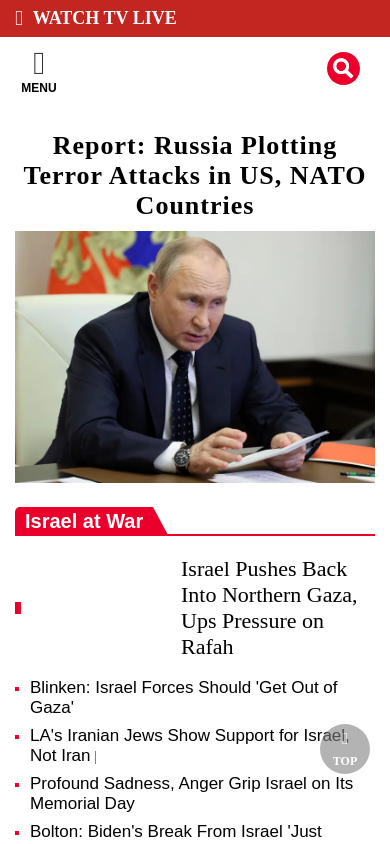 WATCH TV LIVE
MENU
Report: Russia Plotting
Terror Attacks in US, NATO
Countries
Israel at War
Israel Pushes Back
Into Northern Gaza,
Ups Pressure on
Rafah
Blinken: Israel Forces Should 'Get Out of
Gaza'
LA's Iranian Jews Show Support for Israel,
Not Iran |
TOP
Profound Sadness, Anger Grip Israel on Its
Memorial Day
Bolton: Biden's Break From Israel 'Just